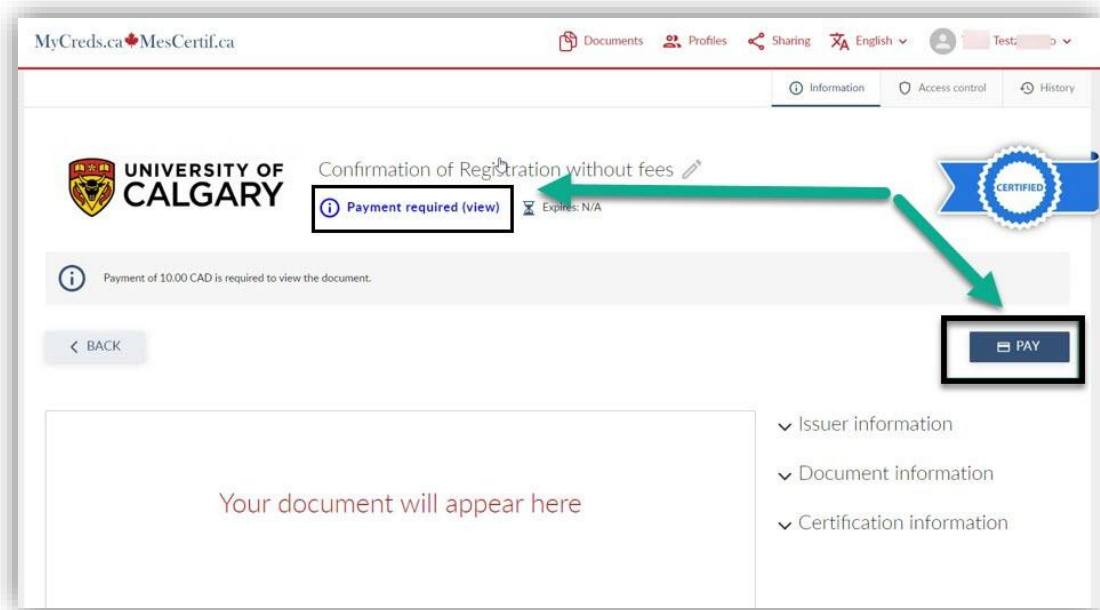 MyCreds.ca MesCertif.ca
Documents Profiles Sharing English
Information Access control History
UNIVERSITY OF
CALGARY
Confirmation of Registration without fees
Payment required (view) Expires: N/A
CERTIFIED
Payment of 10.00 CAD is required to view the document.
BACK
PAY
Your document will appear here
Issuer information
Document information
Certification information